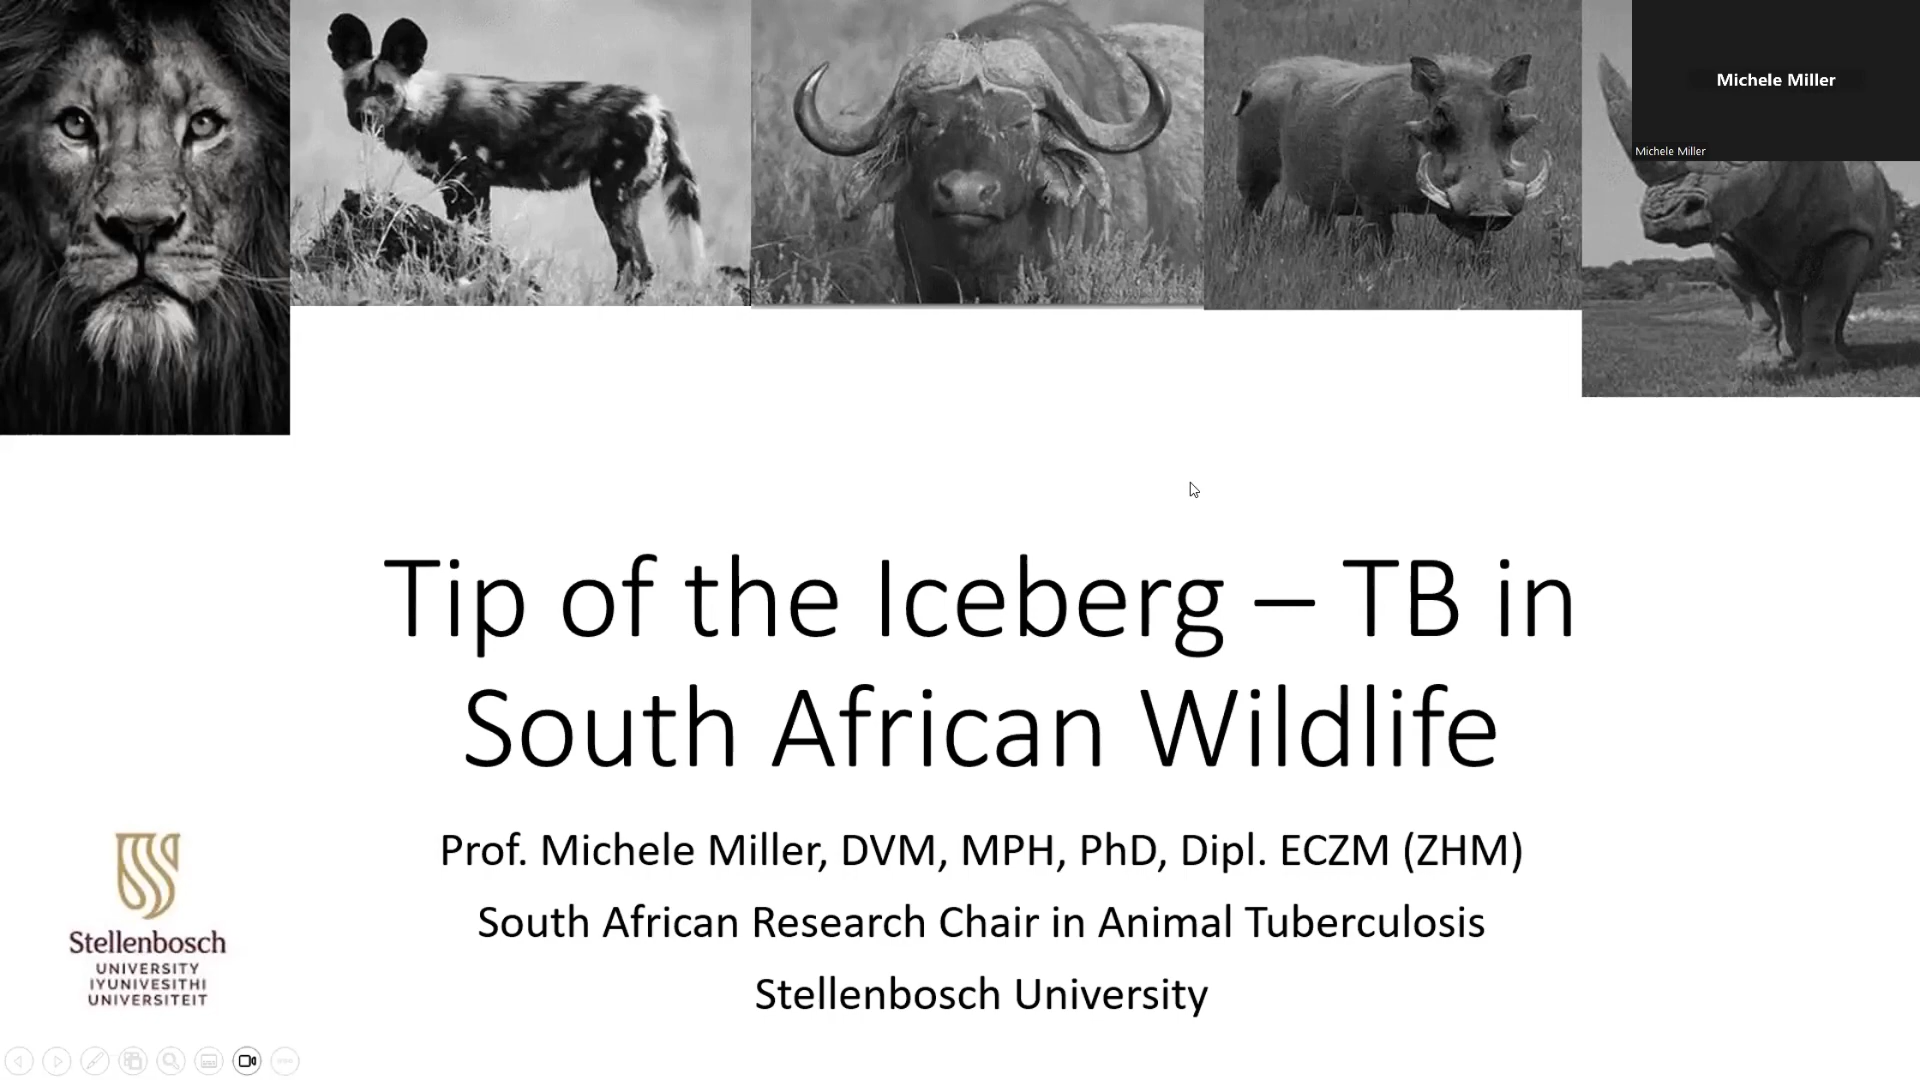 Michele Miller
Michele Miller
Tip of the Iceberg – TB in
South African Wildlife
Prof. Michele Miller, DVM, MPH, PhD, Dipl. ECZM (ZHM)
South African Research Chair in Animal Tuberculosis
Stellenbosch University
Stellenbosch
UNIVERSITY
IYUNIVESITHI
UNIVERSITEIT